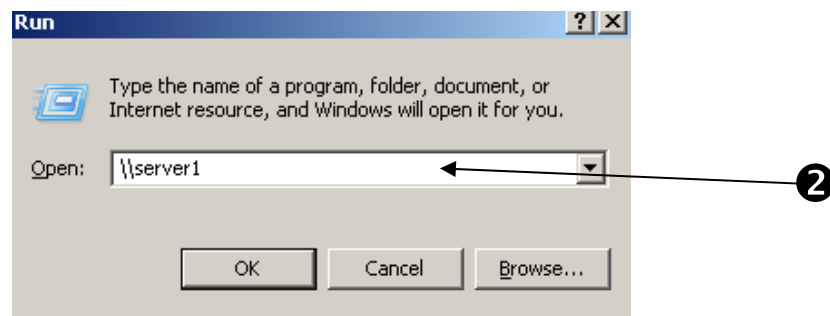 Run
Type the name of a program, folder, document, or
Internet resource, and Windows will open it for you.
Open: \\server1
2
OK Cancel Browse...